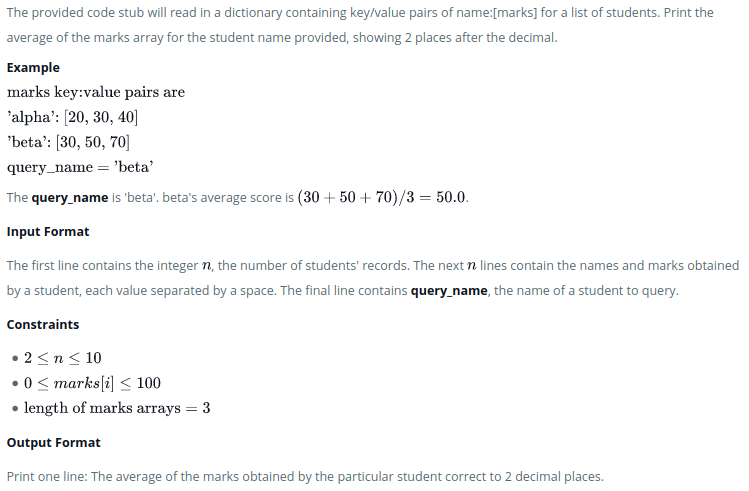 The provided code stub will read in a dictionary containing key/value pairs of name:[marks] for a list of students. Print the
average of the marks array for the student name provided, showing 2 places after the decimal.
Example
marks key:value pairs are
'alpha': [20, 30, 40]
'beta': [30, 50, 70]
query_name = 'beta'
The query_name is 'beta'. beta's average score is (30 + 50 + 70)/3 = 50.0.
Input Format
The first line contains the integer n, the number of students' records. The next n lines contain the names and marks obtained
by a student, each value separated by a space. The final line contains query_name, the name of a student to query.
Constraints
• 2 ≤ n ≤ 10
• 0 ≤ marks[i] ≤ 100
• length of marks arrays = 3
Output Format
Print one line: The average of the marks obtained by the particular student correct to 2 decimal places.